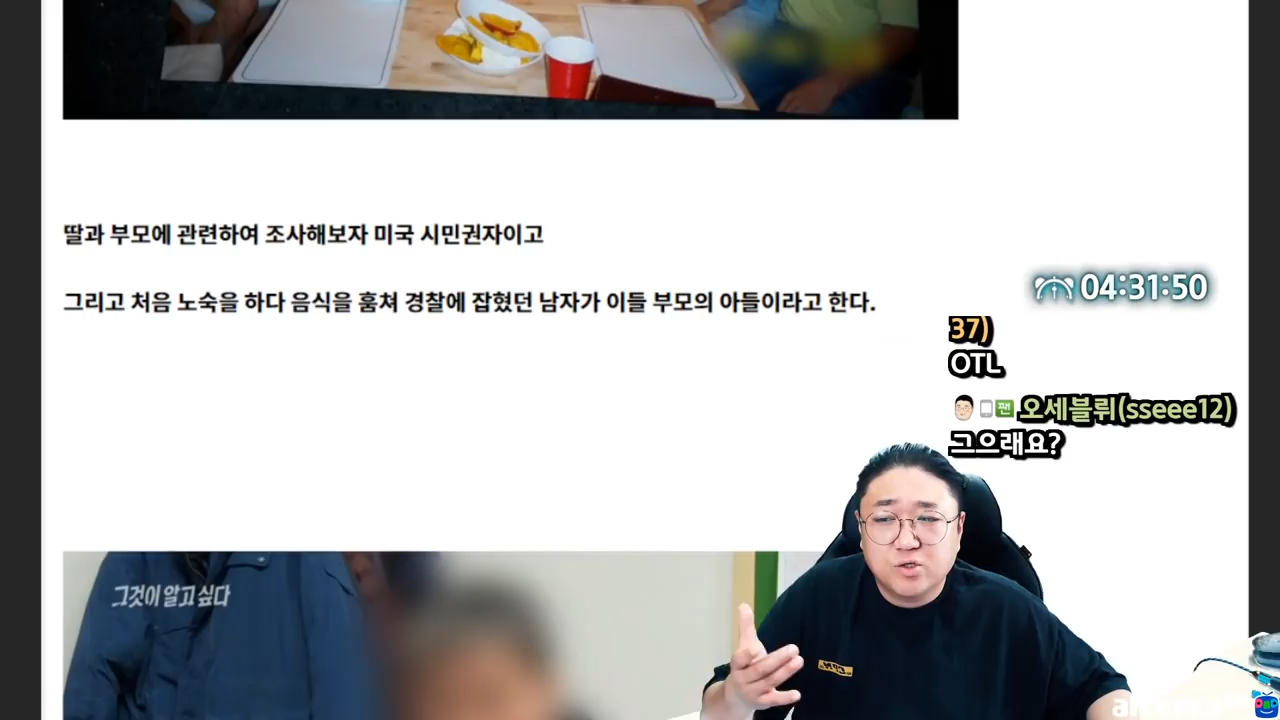 딸과 부모에 관련하여 조사해보자 미국 시민권자이고
그리고 처음 노숙을 하다 음식을 훔쳐 경찰에 잡혔던 남자가 이들 부모의 아들이라고 한다.
04:31:50
37)
OTL
짠! 오세블뤼(sseee12)
그으래요?
그것이 알고싶다